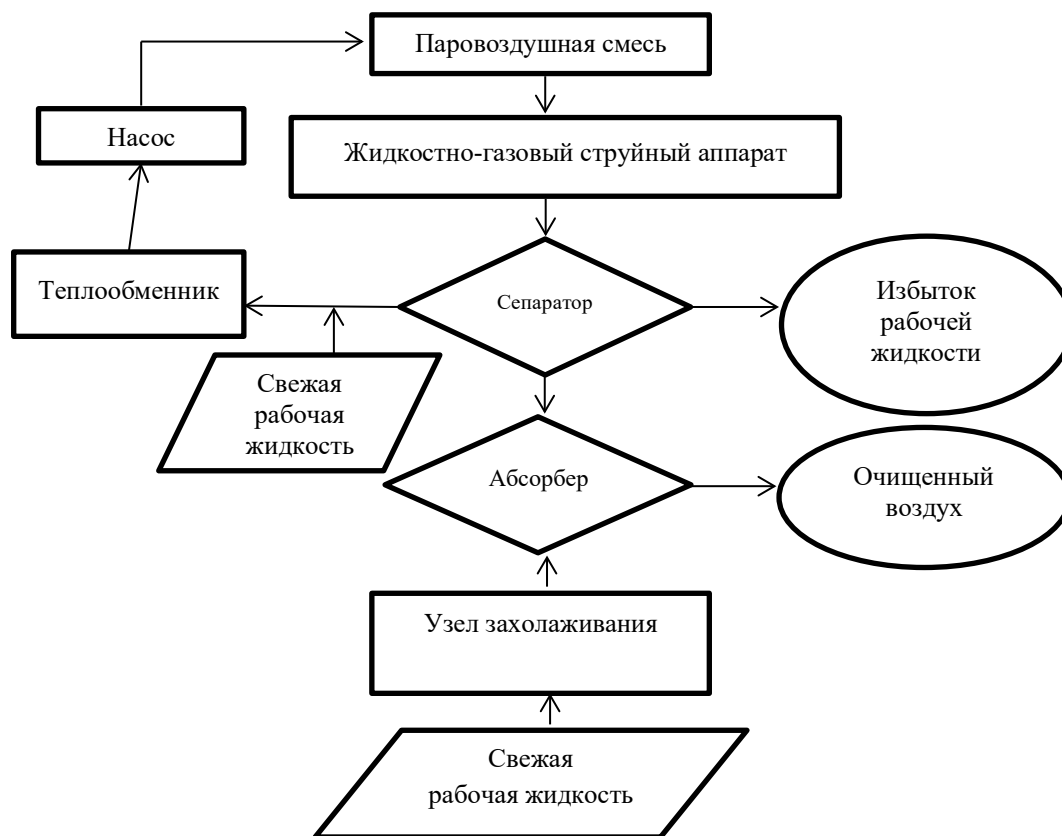 Паровоздушная смесь
Насос
Жидкостно-газовый струйный аппарат
Теплообменник
Сепаратор
Избыток
рабочей
жидкости
Свежая
рабочая
жидкость
Абсорбер
Очищенный
воздух
Узел захолаживания
Свежая
рабочая жидкость